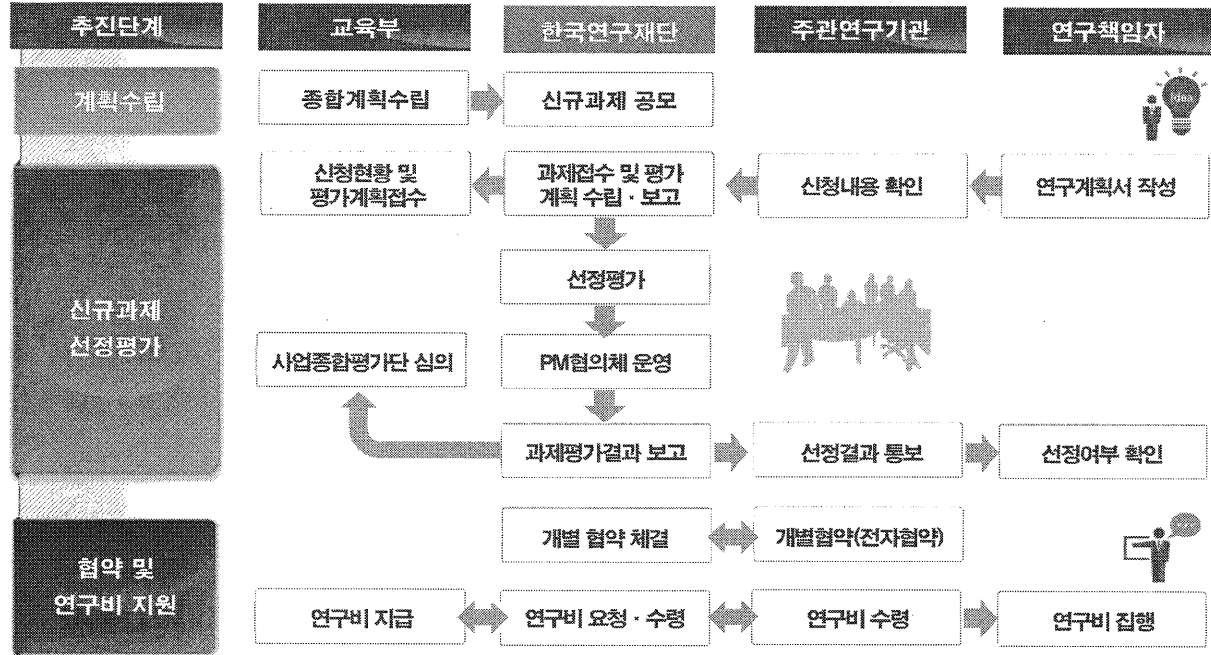 추진단계
교육부
한국연구재단
주관연구기관
연구책임자
계획수립
종합계획수립
신규과제 공모
Idea
신규과제
선정평가
신청현황 및
평가계획접수
과제접수 및 평가
계획 수립·보고
신청내용 확인
연구계획서 작성
선정평가
사업종합평가단 심의
PM협의체 운영
과제평가결과 보고
선정결과 통보
선정여부 확인
협약 및
연구비 지원
개별 협약 체결
개별협약(전자협약)
연구비 지급
연구비 요청·수령
연구비 수령
연구비 집행